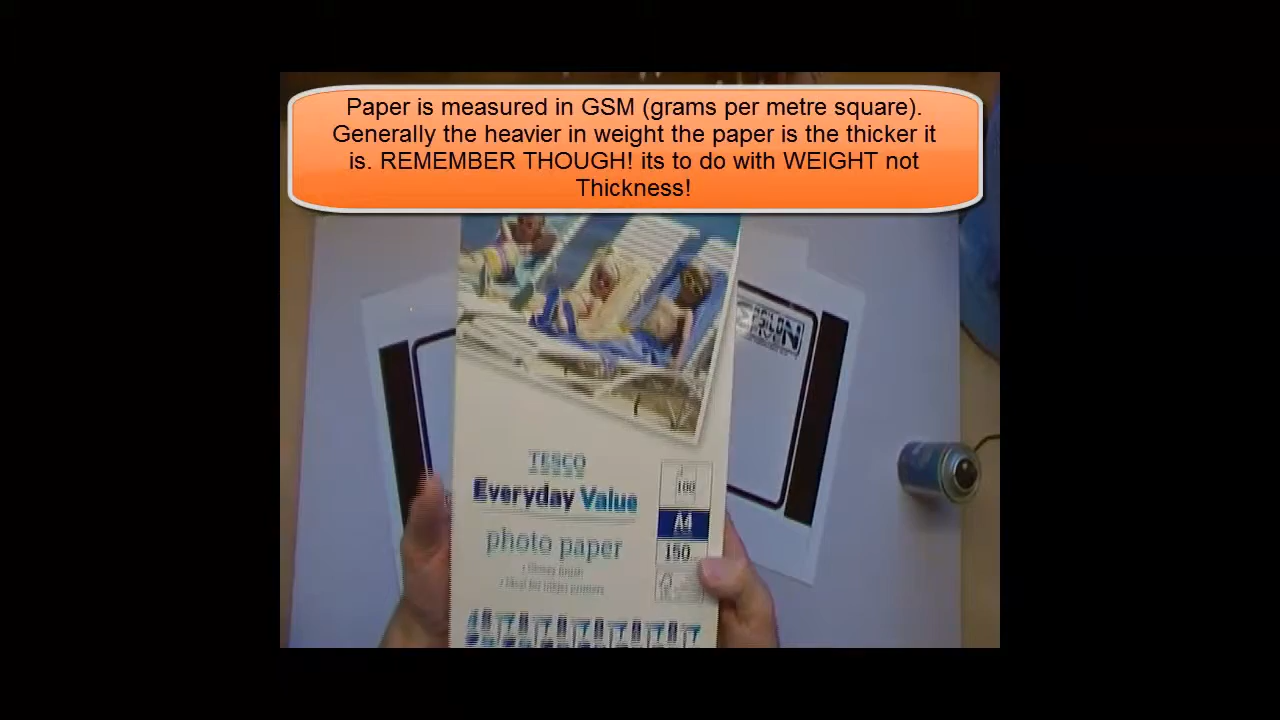 Paper is measured in GSM (grams per metre square).
Generally the heavier in weight the paper is the thicker it
is. REMEMBER THOUGH! its to do with WEIGHT not
Thickness!
TESCO
Everyday Value
photo paper
100
A4
150